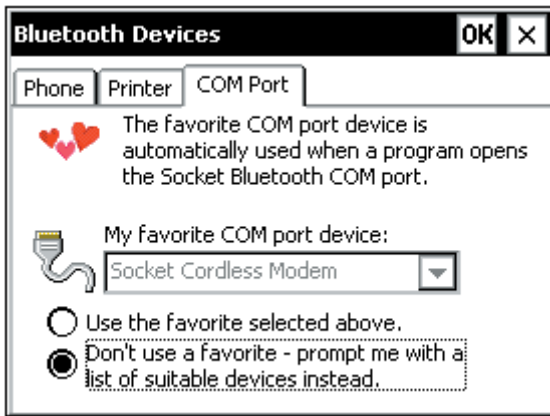 Bluetooth Devices OK ×
Phone Printer COM Port
The favorite COM port device is
automatically used when a program opens
the Socket Bluetooth COM port.
My favorite COM port device:
Socket Cordless Modem
Use the favorite selected above.
Don't use a favorite - prompt me with a
list of suitable devices instead.